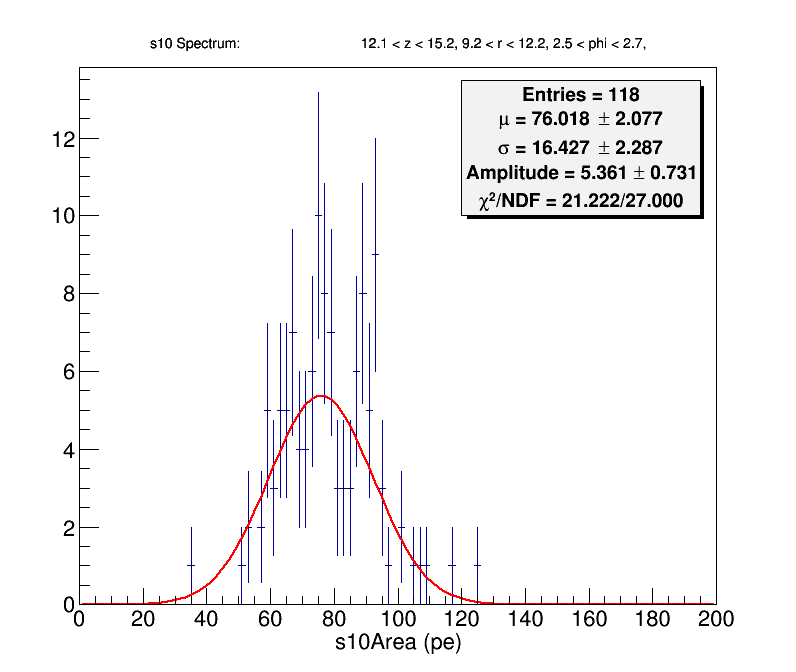 s10 Spectrum: 12.1 < z < 15.2, 9.2 < r < 12.2, 2.5 < phi < 2.7,
Entries = 118
μ = 76.018 ± 2.077
σ = 16.427 ± 2.287
Amplitude = 5.361 ± 0.731
χ²/NDF = 21.222/27.000
12
10
8
6
4
2
0
0 20 40 60 80 100 120 140 160 180 200
s10Area (pe)